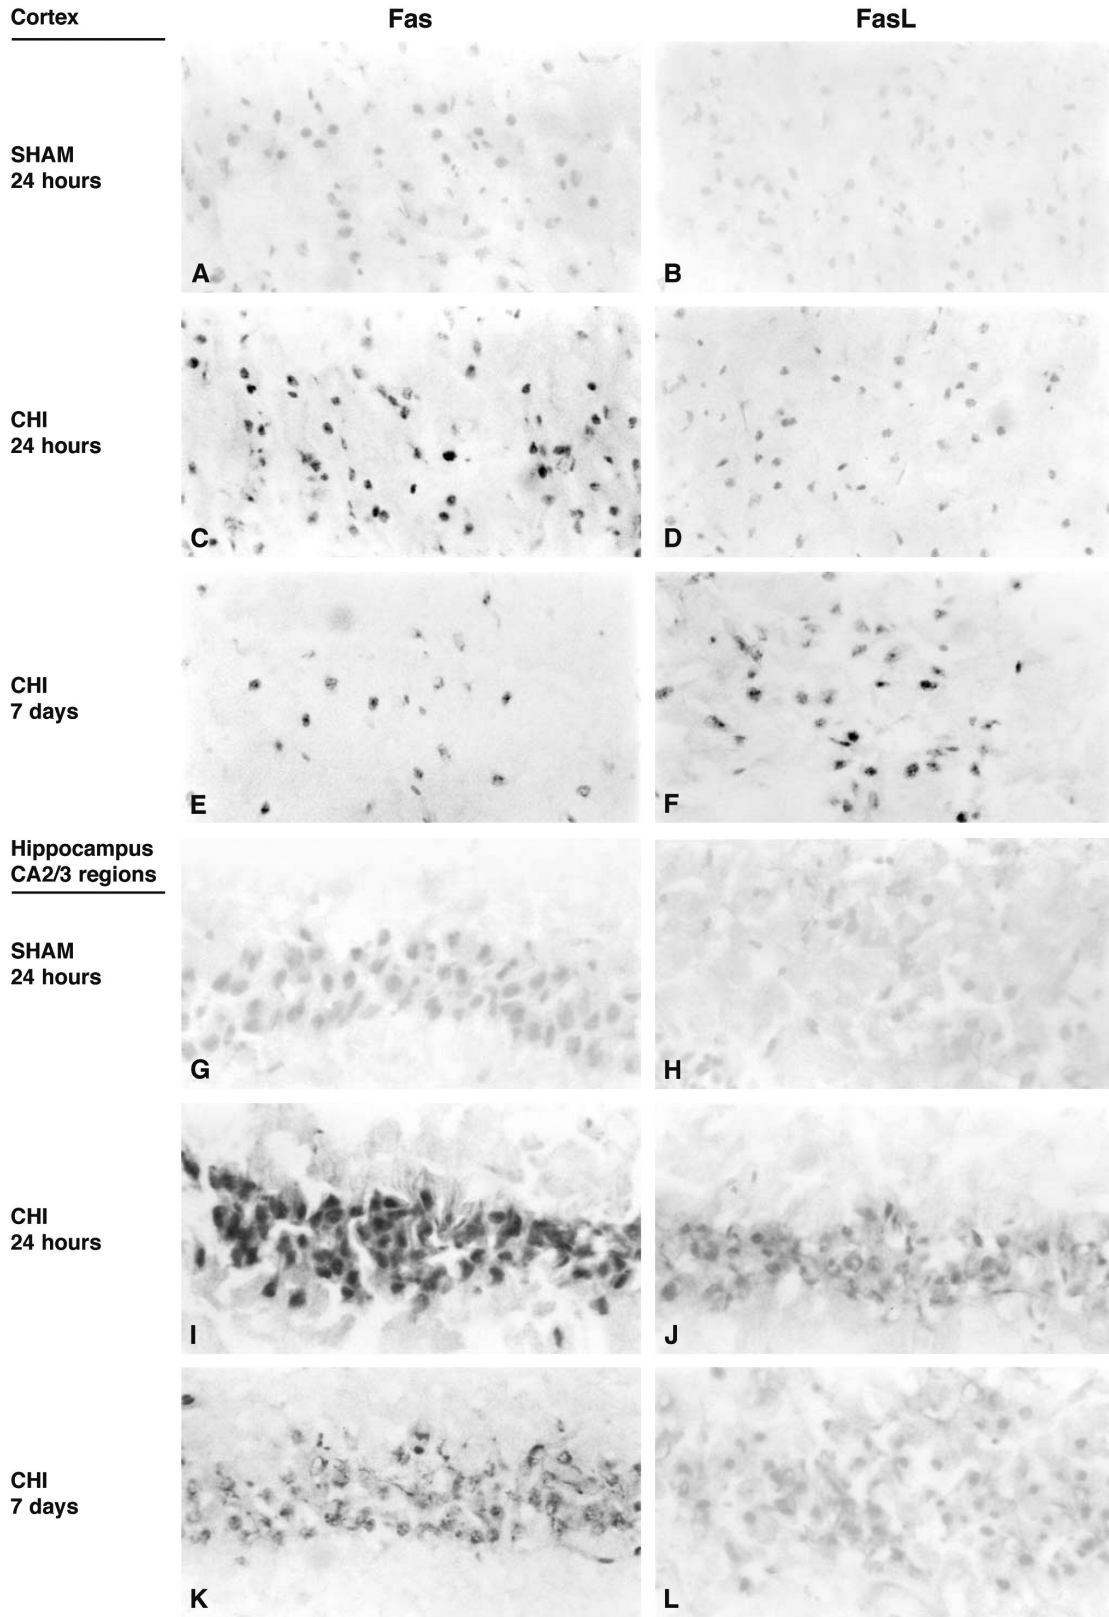 Cortex
Fas
FasL
SHAM
24 hours
A
B
CHI
24 hours
C
D
CHI
7 days
E
F
Hippocampus
CA2/3 regions
SHAM
24 hours
G
H
CHI
24 hours
I
J
CHI
7 days
K
L